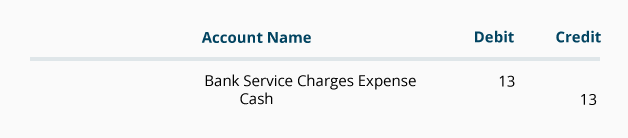 Account Name Debit Credit
Bank Service Charges Expense 13
Cash 13